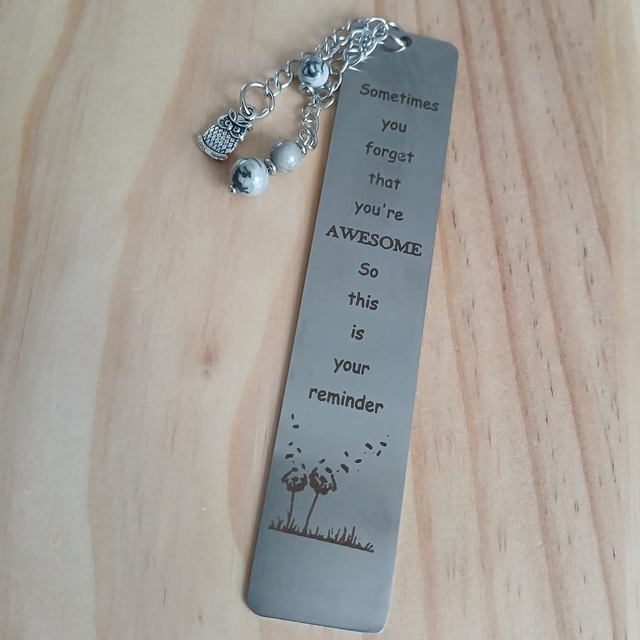 Sometimes
you
forget
that
you're
AWESOME
So
this
is
your
reminder